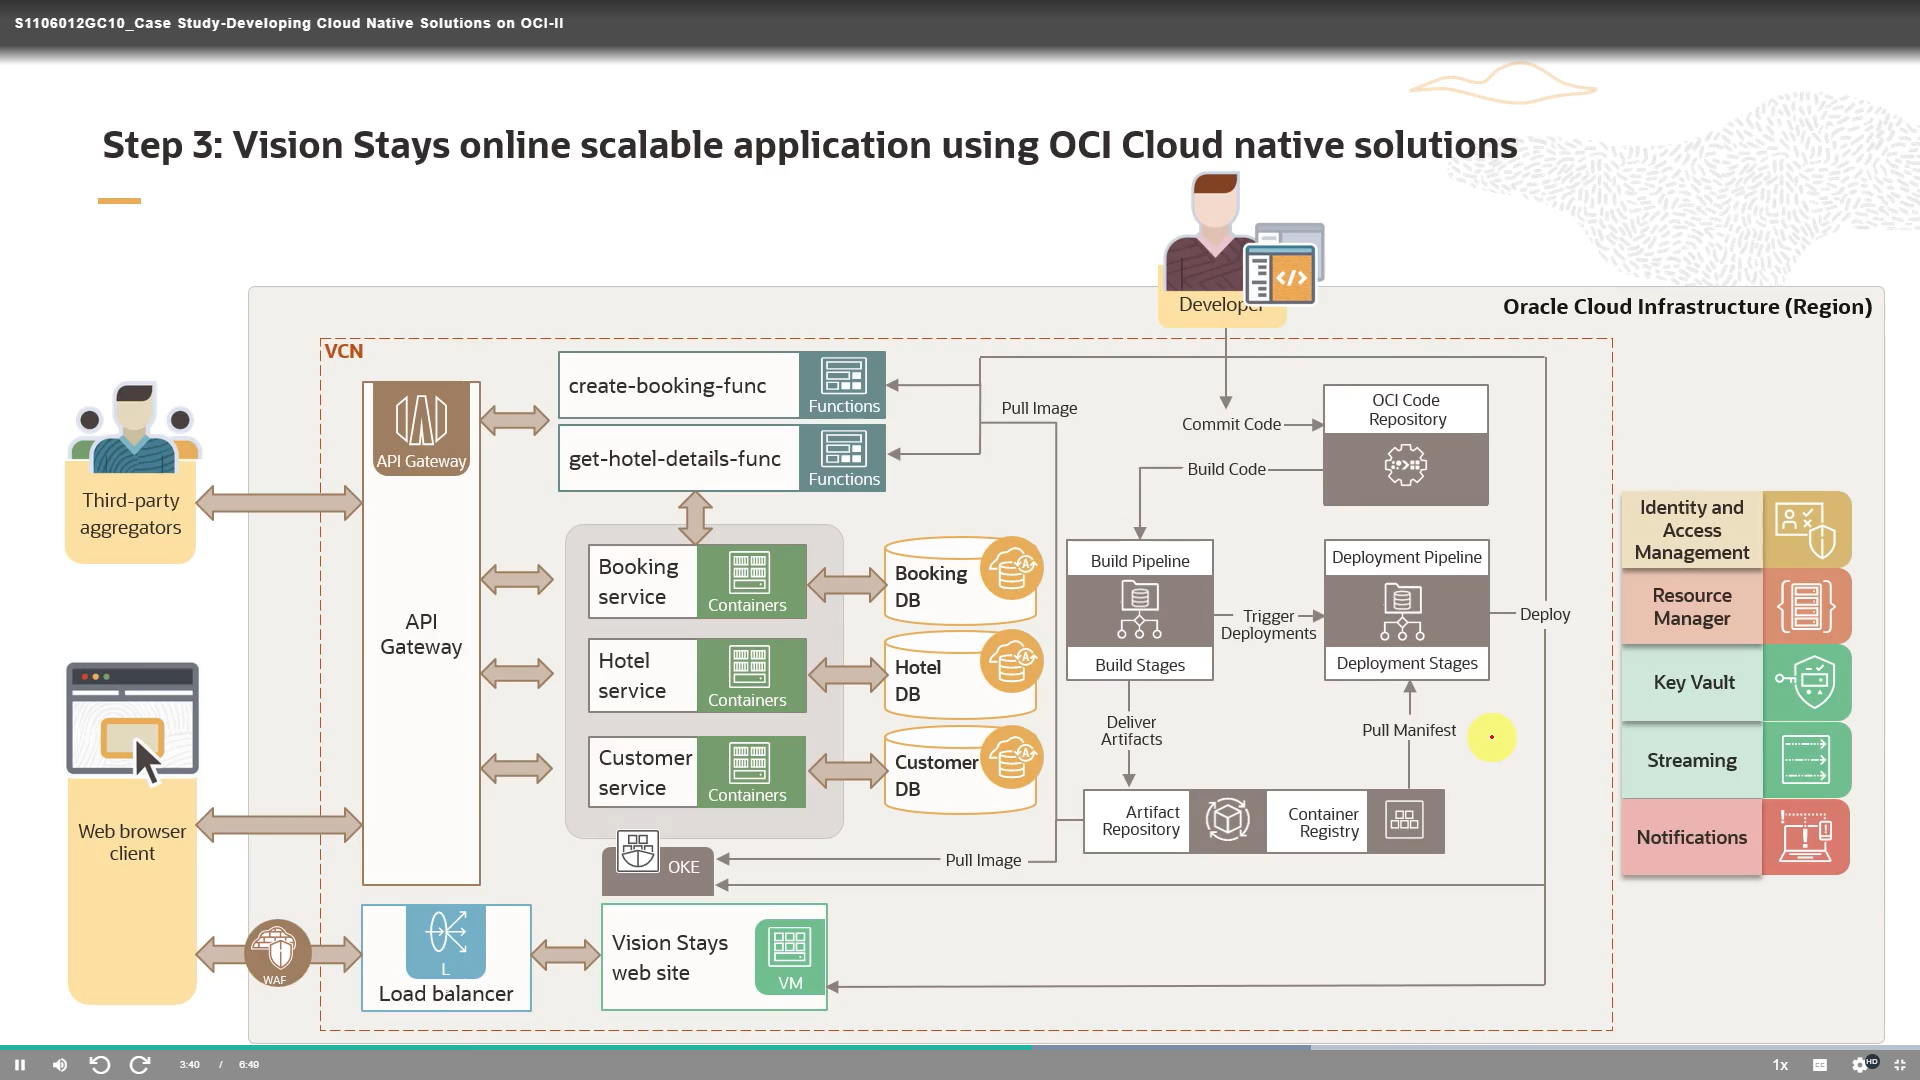 S1106012GC10_Case Study-Developing Cloud Native Solutions on OCI-II
Step 3: Vision Stays online scalable application using OCI Cloud native solutions
Developer
Oracle Cloud Infrastructure (Region)
VCN
API Gateway
API
Gateway
create-booking-func
Functions
get-hotel-details-func
Functions
Pull Image
Commit Code
OCI Code
Repository
Build Code
Third-party
aggregators
Booking
service
Containers
Booking
DB
Hotel
service
Containers
Hotel
DB
Customer
service
Containers
Customer
DB
Build Pipeline
Build Stages
Trigger
Deployments
Deployment Pipeline
Deployment Stages
Deploy
Deliver
Artifacts
Pull Manifest
Artifact
Repository
Container
Registry
OKE
Pull Image
Web browser
client
WAF
L
Load balancer
Vision Stays
web site
VM
Identity and
Access
Management
Resource
Manager
Key Vault
Streaming
Notifications
3:40 / 6:49
1x
CC
HD